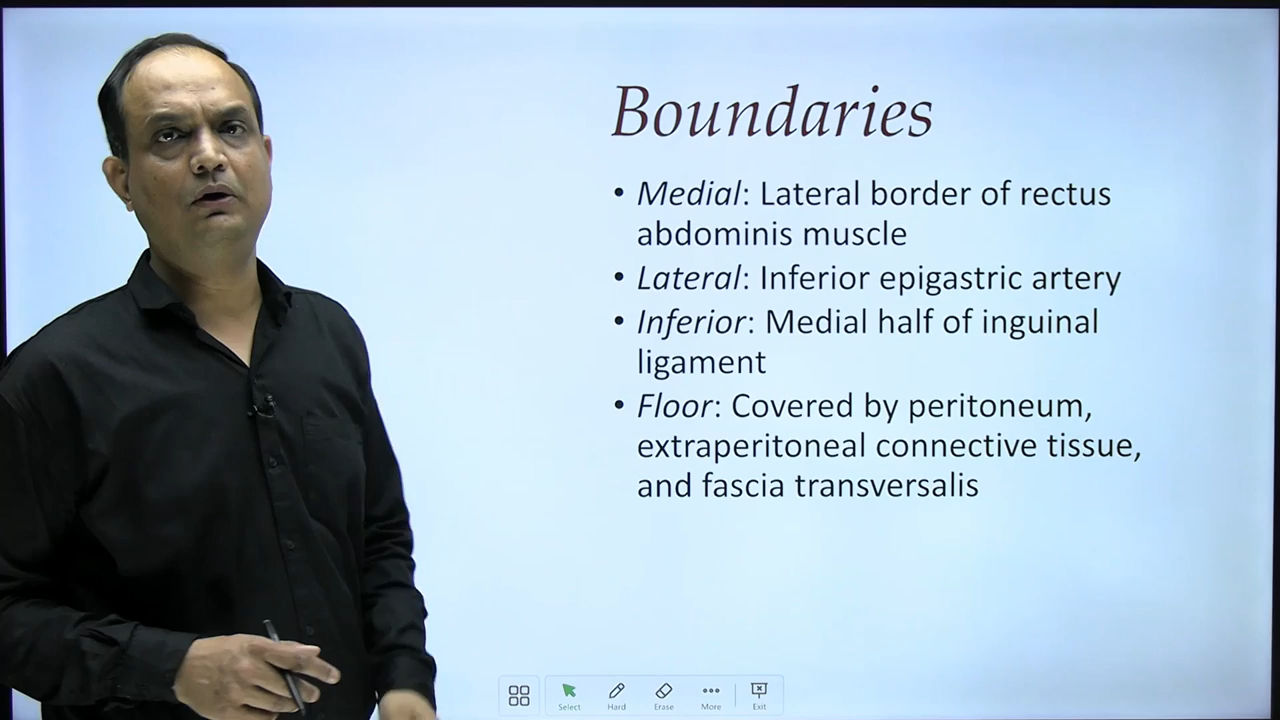 Boundaries
• Medial: Lateral border of rectus
abdominis muscle
• Lateral: Inferior epigastric artery
• Inferior: Medial half of inguinal
ligament
• Floor: Covered by peritoneum,
extraperitoneal connective tissue,
and fascia transversalis
Select Hard Erase More Exit